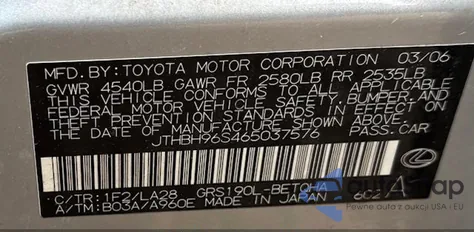 MFD.BY:TOYOTA MOTOR CORPORATION 03/06
GVWR 4540LB GAWR FR 2580LB RR 2535LB
THIS VEHICLE CONFORMS TO ALL APPLICABLE
FEDERAL MOTOR VEHICLE SAFETY, BUMPER, AND
THEFT PREVENTION STANDARDS IN EFFECT ON
THE DATE OF MANUFACTURE SHOWN ABOVE.
JTHBH96S465037576 PASS.CAR
C/TR:1F2/LA28 GRS190L-BETQHA
A/TM:B03A/A960E MADE IN JAPAN